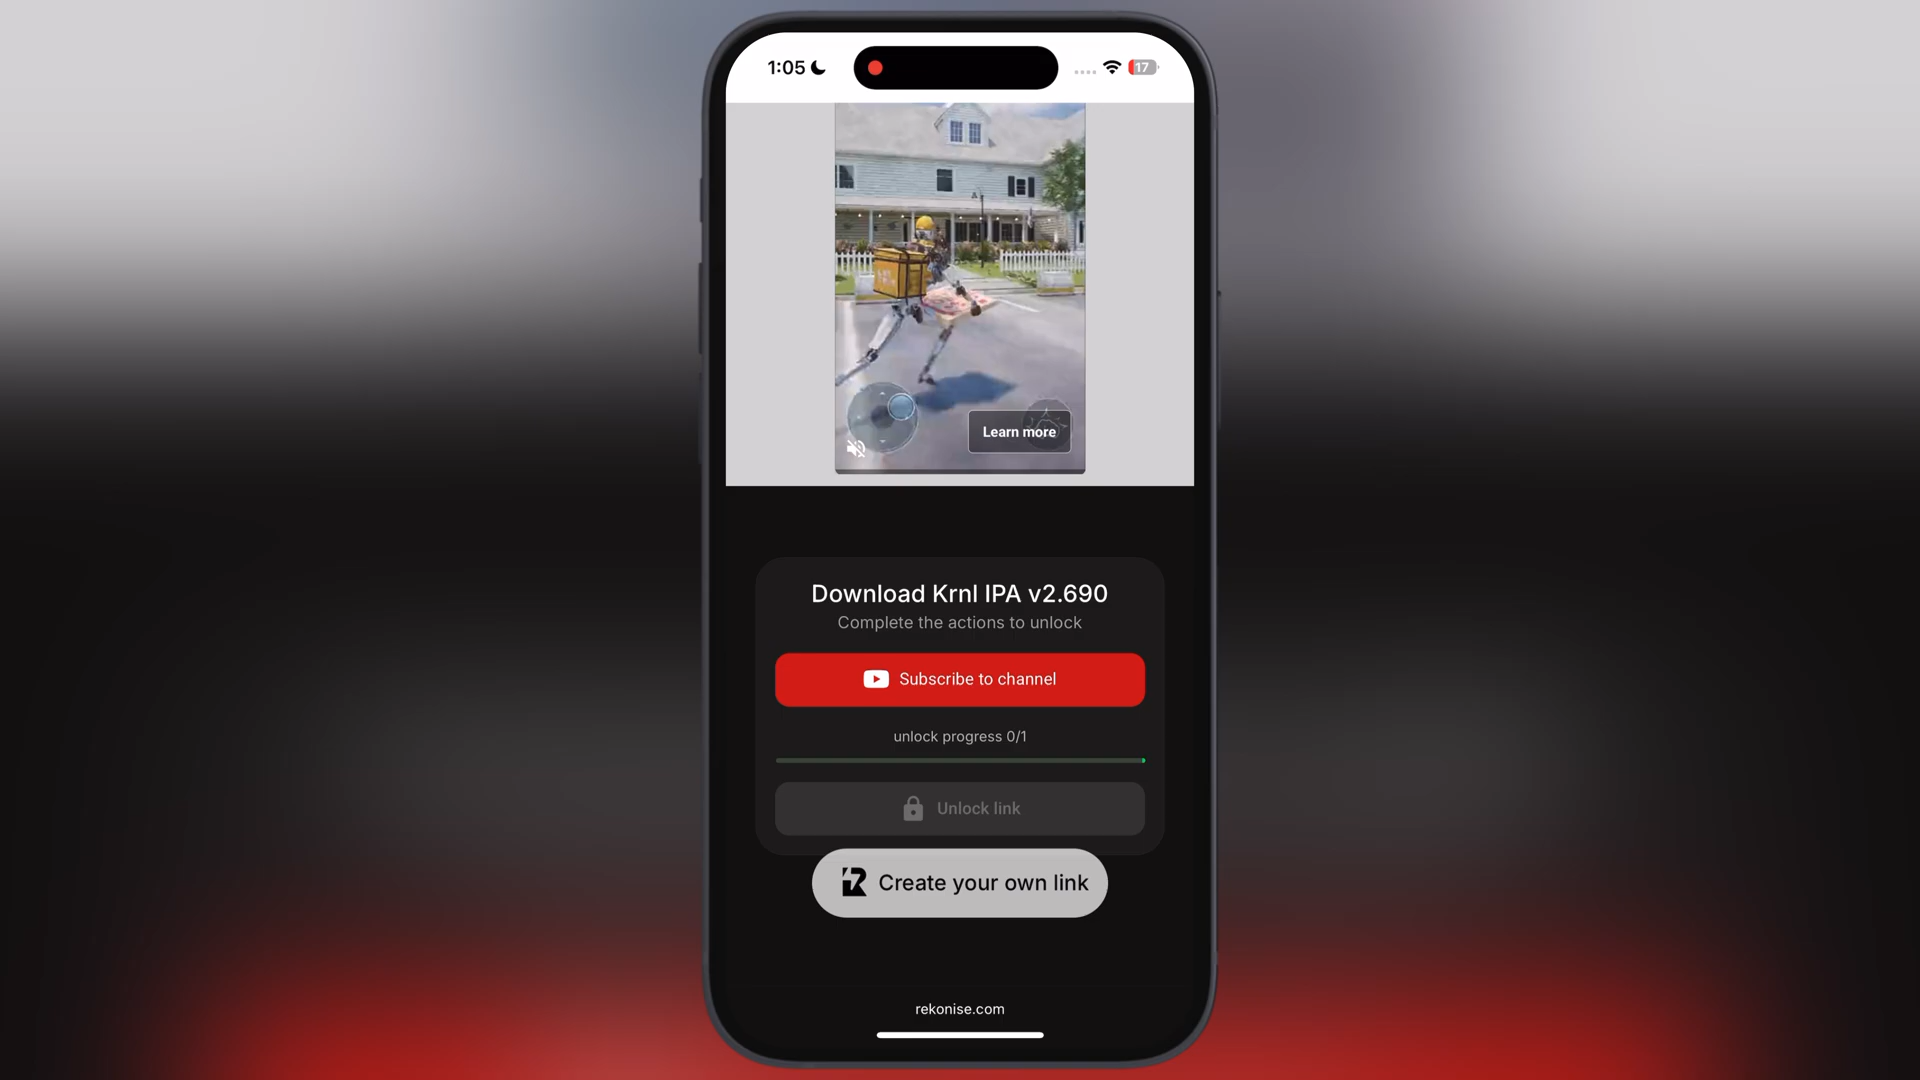 1:05
17
Learn more
Download Krnl IPA v2.690
Complete the actions to unlock
Subscribe to channel
unlock progress 0/1
Unlock link
Create your own link
rekonise.com